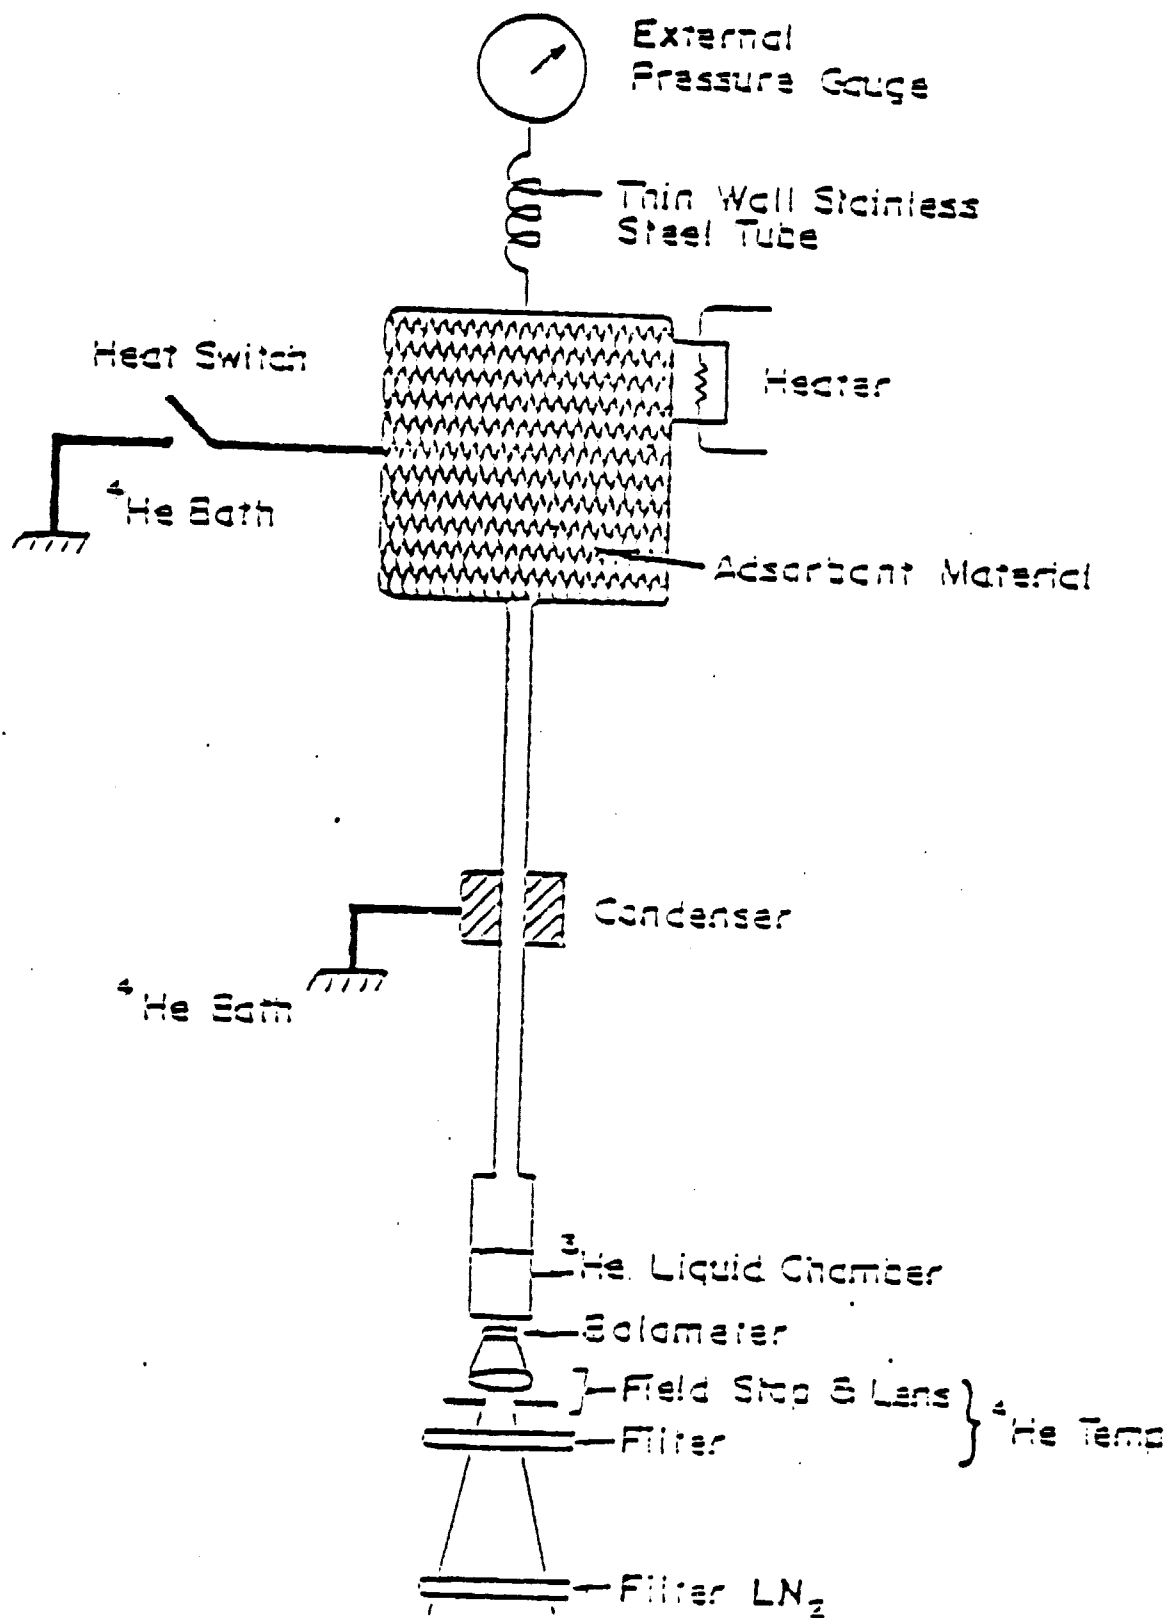 External
Pressure Gauge
Thin Wall Stainless
Steel Tube
Heat Switch
Heater
⁴He Bath
Adsorbant Material
Condenser
⁴He Bath
³He Liquid Chamber
Bolometer
Field Stop & Lens
⁴He Temp
Filter
Filter LN₂